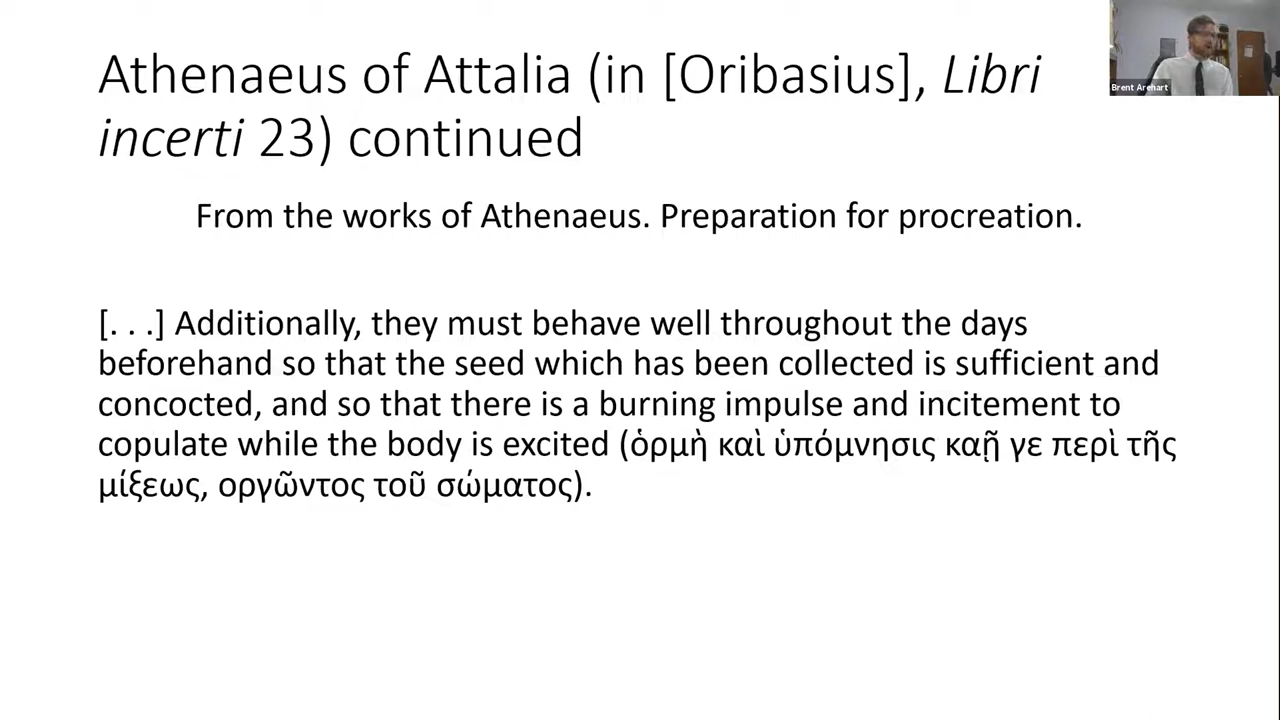 Athenaeus of Attalia (in [Oribasius], Libri
incerti 23) continued
Brent Arehart
From the works of Athenaeus. Preparation for procreation.
[. . .] Additionally, they must behave well throughout the days
beforehand so that the seed which has been collected is sufficient and
concocted, and so that there is a burning impulse and incitement to
copulate while the body is excited (ὁρμὴ καὶ ὑπόμνησις καῇ γε περὶ τῆς
μίξεως, οργῶντος τοῦ σώματος).